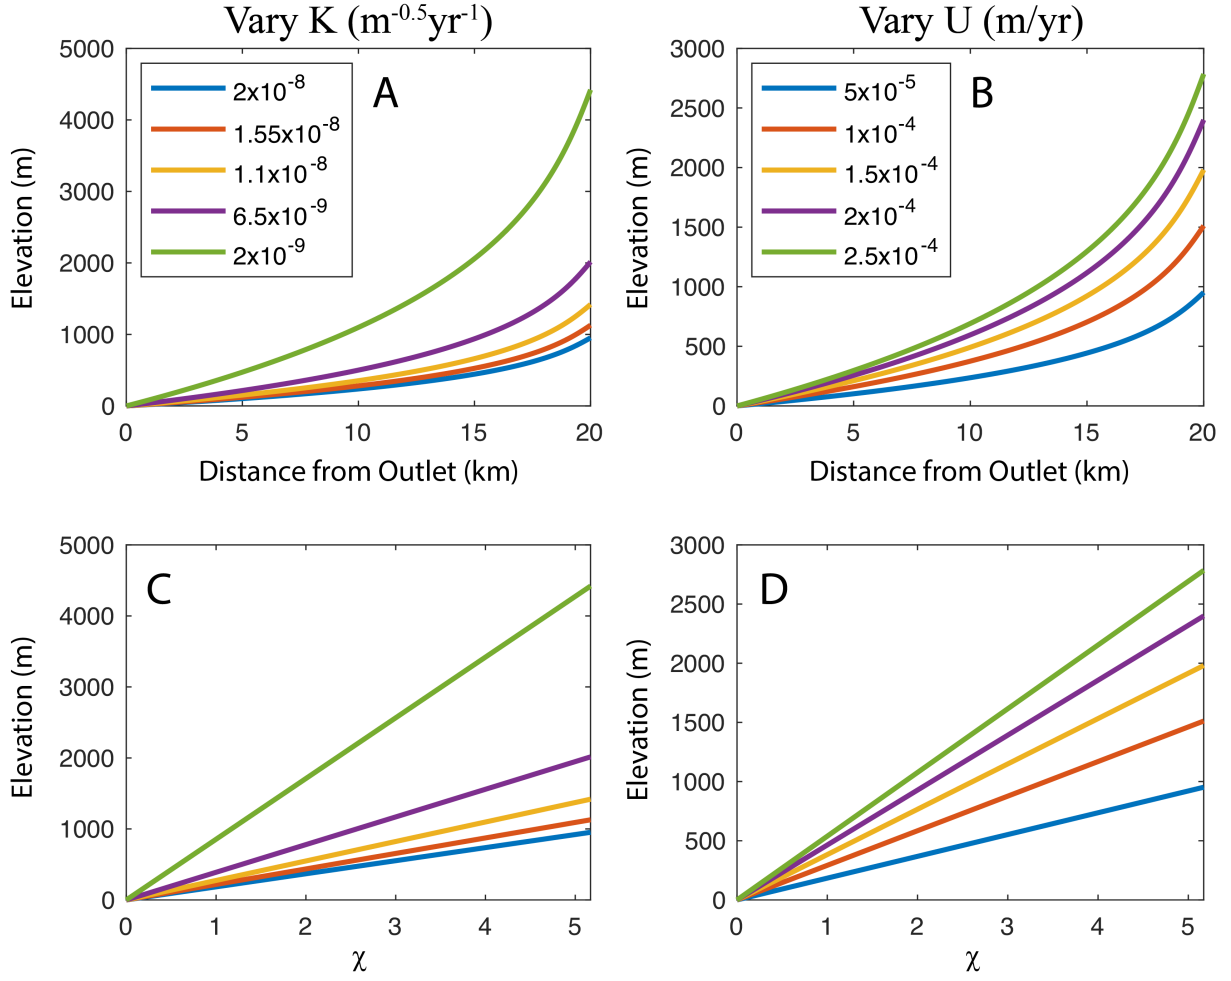 Vary K (m⁻⁰·⁵yr⁻¹)
Vary U (m/yr)
5000
4000
3000
2000
1000
0
Elevation (m)
2x10⁻⁸
1.55x10⁻⁸
1.1x10⁻⁸
6.5x10⁻⁹
2x10⁻⁹
A
0 5 10 15 20
Distance from Outlet (km)
3000
2500
2000
1500
1000
500
0
Elevation (m)
5x10⁻⁵
1x10⁻⁴
1.5x10⁻⁴
2x10⁻⁴
2.5x10⁻⁴
B
0 5 10 15 20
Distance from Outlet (km)
5000
4000
3000
2000
1000
0
Elevation (m)
C
0 1 2 3 4 5
χ
3000
2500
2000
1500
1000
500
0
Elevation (m)
D
0 1 2 3 4 5
χ